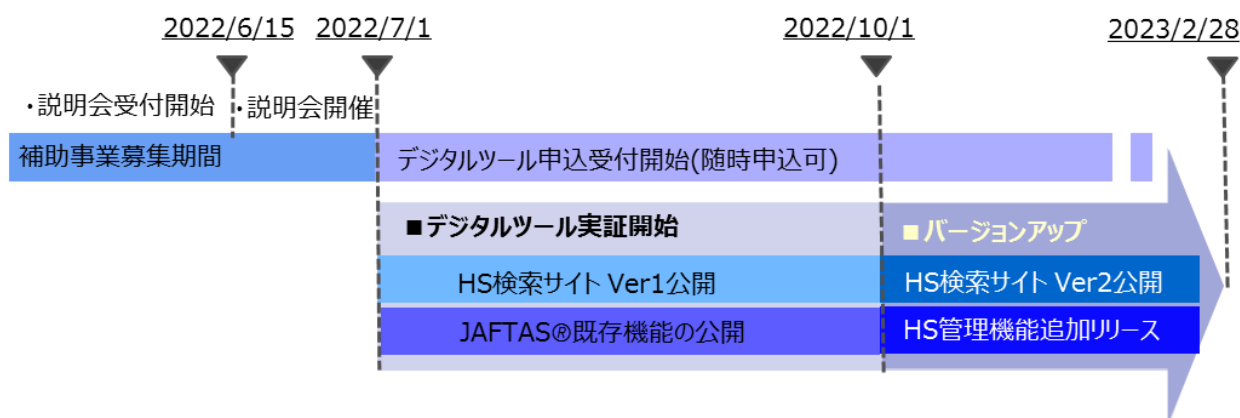 2022/6/15 2022/7/1 2022/10/1 2023/2/28
・説明会受付開始 ・説明会開催
補助事業募集期間 デジタルツール申込受付開始(随時申込可)
■デジタルツール実証開始 ■バージョンアップ
HS検索サイト Ver1公開 HS検索サイト Ver2公開
JAFTAS®既存機能の公開 HS管理機能追加リリース